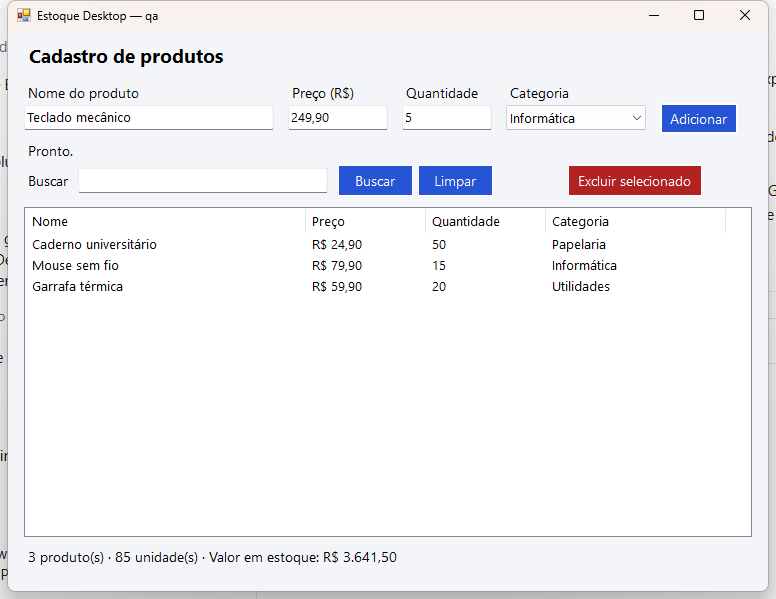 Estoque Desktop — qa
Cadastro de produtos
Nome do produto Preço (R$) Quantidade Categoria
Teclado mecânico 249,90 5 Informática Adicionar
Pronto.
Buscar Buscar Limpar Excluir selecionado
Nome Preço Quantidade Categoria
Caderno universitário R$ 24,90 50 Papelaria
Mouse sem fio R$ 79,90 15 Informática
Garrafa térmica R$ 59,90 20 Utilidades
3 produto(s) · 85 unidade(s) · Valor em estoque: R$ 3.641,50